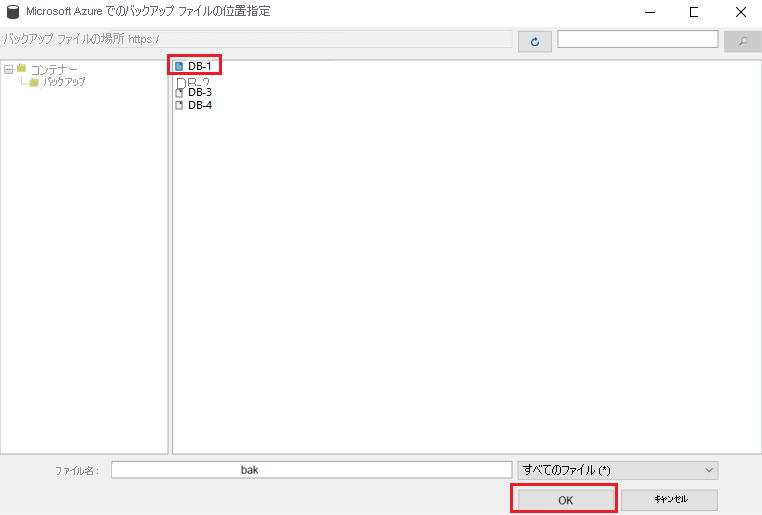 Microsoft Azure でのバックアップ ファイルの位置指定
バックアップ ファイルの場所 https:/
コンテナー
バックアップ
DB-1
DB-2
DB-3
DB-4
ファイル名:
bak
すべてのファイル (*)
OK
キャンセル